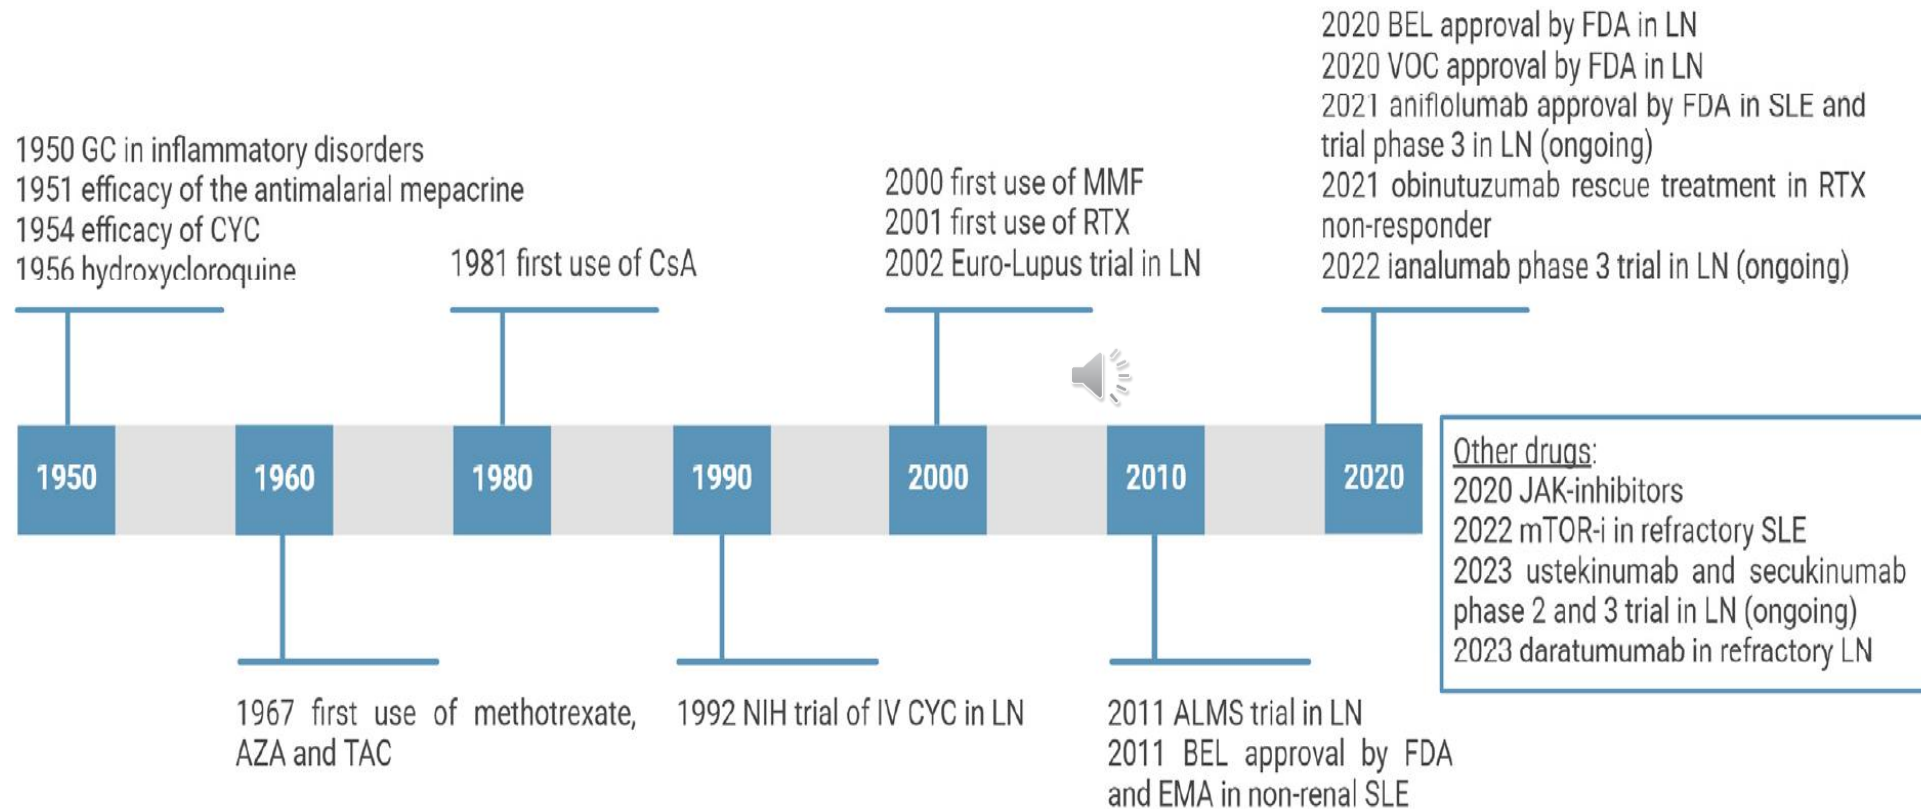 1950 GC in inflammatory disorders
1951 efficacy of the antimalarial mepacrine
1954 efficacy of CYC
1956 hydroxycloroquine
1981 first use of CsA
2000 first use of MMF
2001 first use of RTX
2002 Euro-Lupus trial in LN
2020 BEL approval by FDA in LN
2020 VOC approval by FDA in LN
2021 aniflolumab approval by FDA in SLE and
trial phase 3 in LN (ongoing)
2021 obinutuzumab rescue treatment in RTX
non-responder
2022 ianalumab phase 3 trial in LN (ongoing)
1950
1960
1980
1990
2000
2010
2020
Other drugs:
2020 JAK-inhibitors
2022 mTOR-i in refractory SLE
2023 ustekinumab and secukinumab
phase 2 and 3 trial in LN (ongoing)
2023 daratumumab in refractory LN
1967 first use of methotrexate,
AZA and TAC
1992 NIH trial of IV CYC in LN
2011 ALMS trial in LN
2011 BEL approval by FDA
and EMA in non-renal SLE